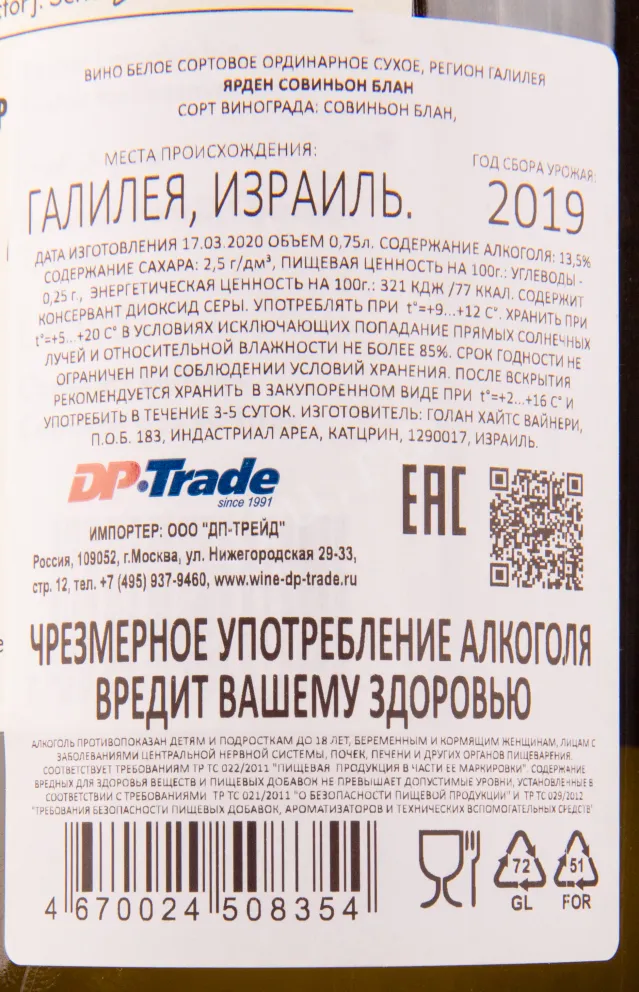 ВИНО БЕЛОЕ СОРТОВОЕ ОРДИНАРНОЕ СУХОЕ, РЕГИОН ГАЛИЛЕЯ
ЯРДЕН СОВИНЬОН БЛАН
СОРТ ВИНОГРАДА: СОВИНЬОН БЛАН,
МЕСТА ПРОИСХОЖДЕНИЯ:
ГАЛИЛЕЯ, ИЗРАИЛЬ.
ГОД СБОРА УРОЖАЯ:
2019
ДАТА ИЗГОТОВЛЕНИЯ 17.03.2020 ОБЪЕМ 0,75л. СОДЕРЖАНИЕ АЛКОГОЛЯ: 13,5%
СОДЕРЖАНИЕ САХАРА: 2,5 г/дм³, ПИЩЕВАЯ ЦЕННОСТЬ НА 100г.: УГЛЕВОДЫ -
0,25 г., ЭНЕРГЕТИЧЕСКАЯ ЦЕННОСТЬ НА 100г.: 321 КДЖ /77 ККАЛ. СОДЕРЖИТ
КОНСЕРВАНТ ДИОКСИД СЕРЫ. УПОТРЕБЛЯТЬ ПРИ t°=+9...+12 C°. ХРАНИТЬ ПРИ
t°=+5...+20 C° В УСЛОВИЯХ ИСКЛЮЧАЮЩИХ ПОПАДАНИЕ ПРЯМЫХ СОЛНЕЧНЫХ
ЛУЧЕЙ И ОТНОСИТЕЛЬНОЙ ВЛАЖНОСТИ НЕ БОЛЕЕ 85%. СРОК ГОДНОСТИ НЕ
ОГРАНИЧЕН ПРИ СОБЛЮДЕНИИ УСЛОВИЙ ХРАНЕНИЯ. ПОСЛЕ ВСКРЫТИЯ
РЕКОМЕНДУЕТСЯ ХРАНИТЬ В ЗАКУПОРЕННОМ ВИДЕ ПРИ t°=+2...+16 C° И
УПОТРЕБИТЬ В ТЕЧЕНИЕ 3-5 СУТОК. ИЗГОТОВИТЕЛЬ: ГОЛАН ХАЙТС ВАЙНЕРИ,
П.О.Б. 183, ИНДАСТРИАЛ АРЕА, КАТЦРИН, 1290017, ИЗРАИЛЬ.
DP·Trade
since 1991
EAC
ИМПОРТЕР: ООО "ДП-ТРЕЙД"
Россия, 109052, г.Москва, ул. Нижегородская 29-33,
стр. 12, тел. +7 (495) 937-9460, www.wine-dp-trade.ru
ЧРЕЗМЕРНОЕ УПОТРЕБЛЕНИЕ АЛКОГОЛЯ
ВРЕДИТ ВАШЕМУ ЗДОРОВЬЮ
АЛКОГОЛЬ ПРОТИВОПОКАЗАН ДЕТЯМ И ПОДРОСТКАМ ДО 18 ЛЕТ, БЕРЕМЕННЫМ И КОРМЯЩИМ ЖЕНЩИНАМ, ЛИЦАМ С
ЗАБОЛЕВАНИЯМИ ЦЕНТРАЛЬНОЙ НЕРВНОЙ СИСТЕМЫ, ПОЧЕК, ПЕЧЕНИ И ДРУГИХ ОРГАНОВ ПИЩЕВАРЕНИЯ.
СООТВЕТСТВУЕТ ТРЕБОВАНИЯМ ТР ТС 022/2011 "ПИЩЕВАЯ ПРОДУКЦИЯ В ЧАСТИ ЕЕ МАРКИРОВКИ". СОДЕРЖАНИЕ
ВРЕДНЫХ ДЛЯ ЗДОРОВЬЯ ВЕЩЕСТВ И ПИЩЕВЫХ ДОБАВОК НЕ ПРЕВЫШАЕТ ДОПУСТИМЫЕ УРОВНИ, УСТАНОВЛЕННЫЕ В
СООТВЕТСТВИИ С ТРЕБОВАНИЯМИ ТР ТС 021/2011 "О БЕЗОПАСНОСТИ ПИЩЕВОЙ ПРОДУКЦИИ" И ТР ТС 029/2012
"ТРЕБОВАНИЯ БЕЗОПАСНОСТИ ПИЩЕВЫХ ДОБАВОК, АРОМАТИЗАТОРОВ И ТЕХНИЧЕСКИХ ВСПОМОГАТЕЛЬНЫХ СРЕДСТВ"
4 670024 508354
72
GL
51
FOR